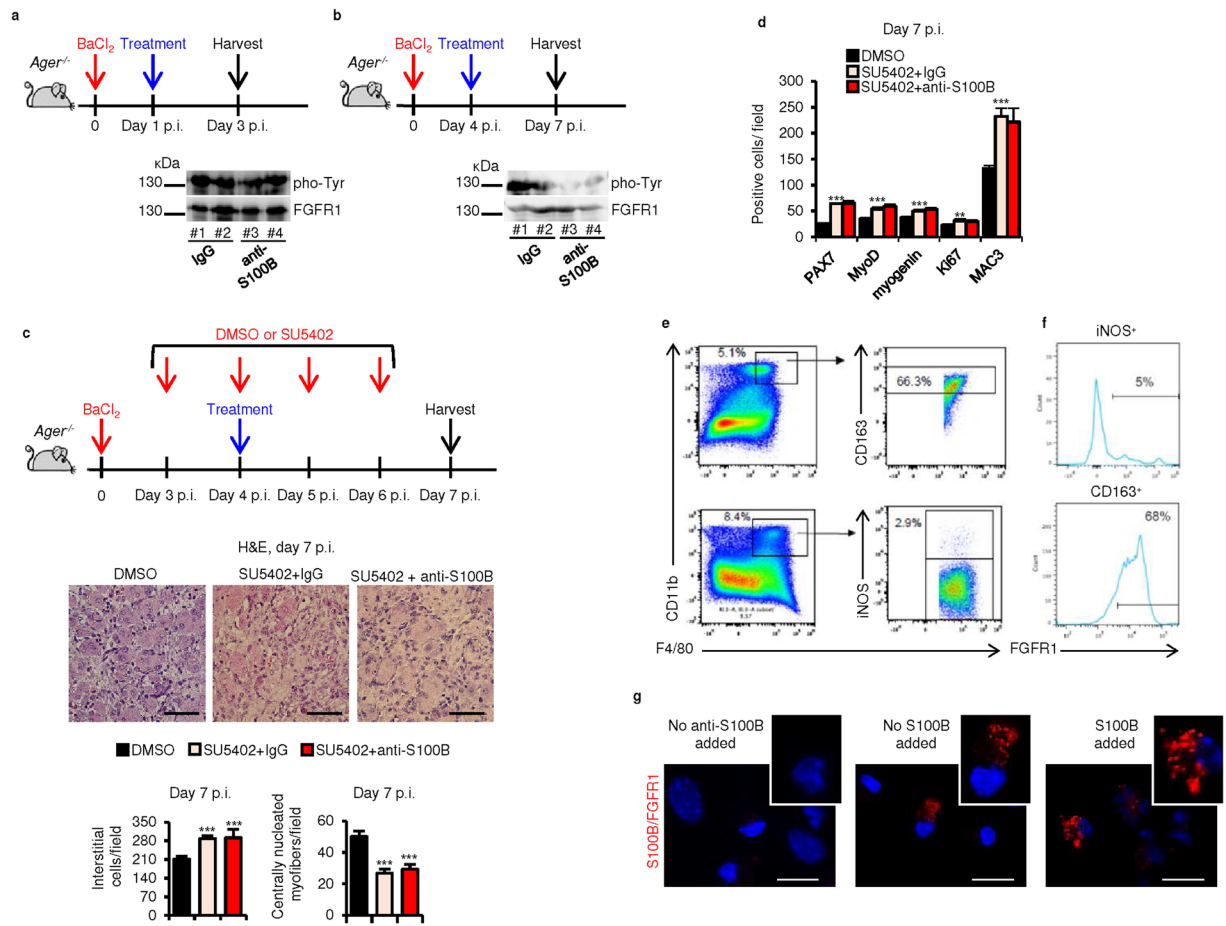 a
BaCl2 Treatment Harvest
Ager-/-
0 Day 1 p.i. Day 3 p.i.
κDa
130 pho-Tyr
130 FGFR1
#1 #2 #3 #4
IgG anti-S100B
b
BaCl2 Treatment Harvest
Ager-/-
0 Day 4 p.i. Day 7 p.i.
κDa
130 pho-Tyr
130 FGFR1
#1 #2 #3 #4
IgG anti-S100B
c
DMSO or SU5402
BaCl2 Treatment Harvest
Ager-/-
0 Day 3 p.i. Day 4 p.i. Day 5 p.i. Day 6 p.i. Day 7 p.i.
H&E, day 7 p.i.
DMSO SU5402+IgG SU5402 + anti-S100B
DMSO SU5402+IgG SU5402+anti-S100B
Day 7 p.i.
Interstitial
cells/field
350
280
210
140
70
0
*** ***
Day 7 p.i.
Centrally nucleated
myofibers/field
60
40
20
0
*** ***
d
Day 7 p.i.
DMSO
SU5402+IgG
SU5402+anti-S100B
Positive cells/ field
300
250
200
150
100
50
0
*** *** *** ** ***
PAX7 MyoD myogenin KI67 MAC3
e
5.1%
66.3%
CD163
8.4%
2.9%
iNOS
CD11b
F4/80
f
iNOS+
5%
Count
CD163+
68%
Count
FGFR1
g
No anti-S100B
added
No S100B
added
S100B
added
S100B/FGFR1